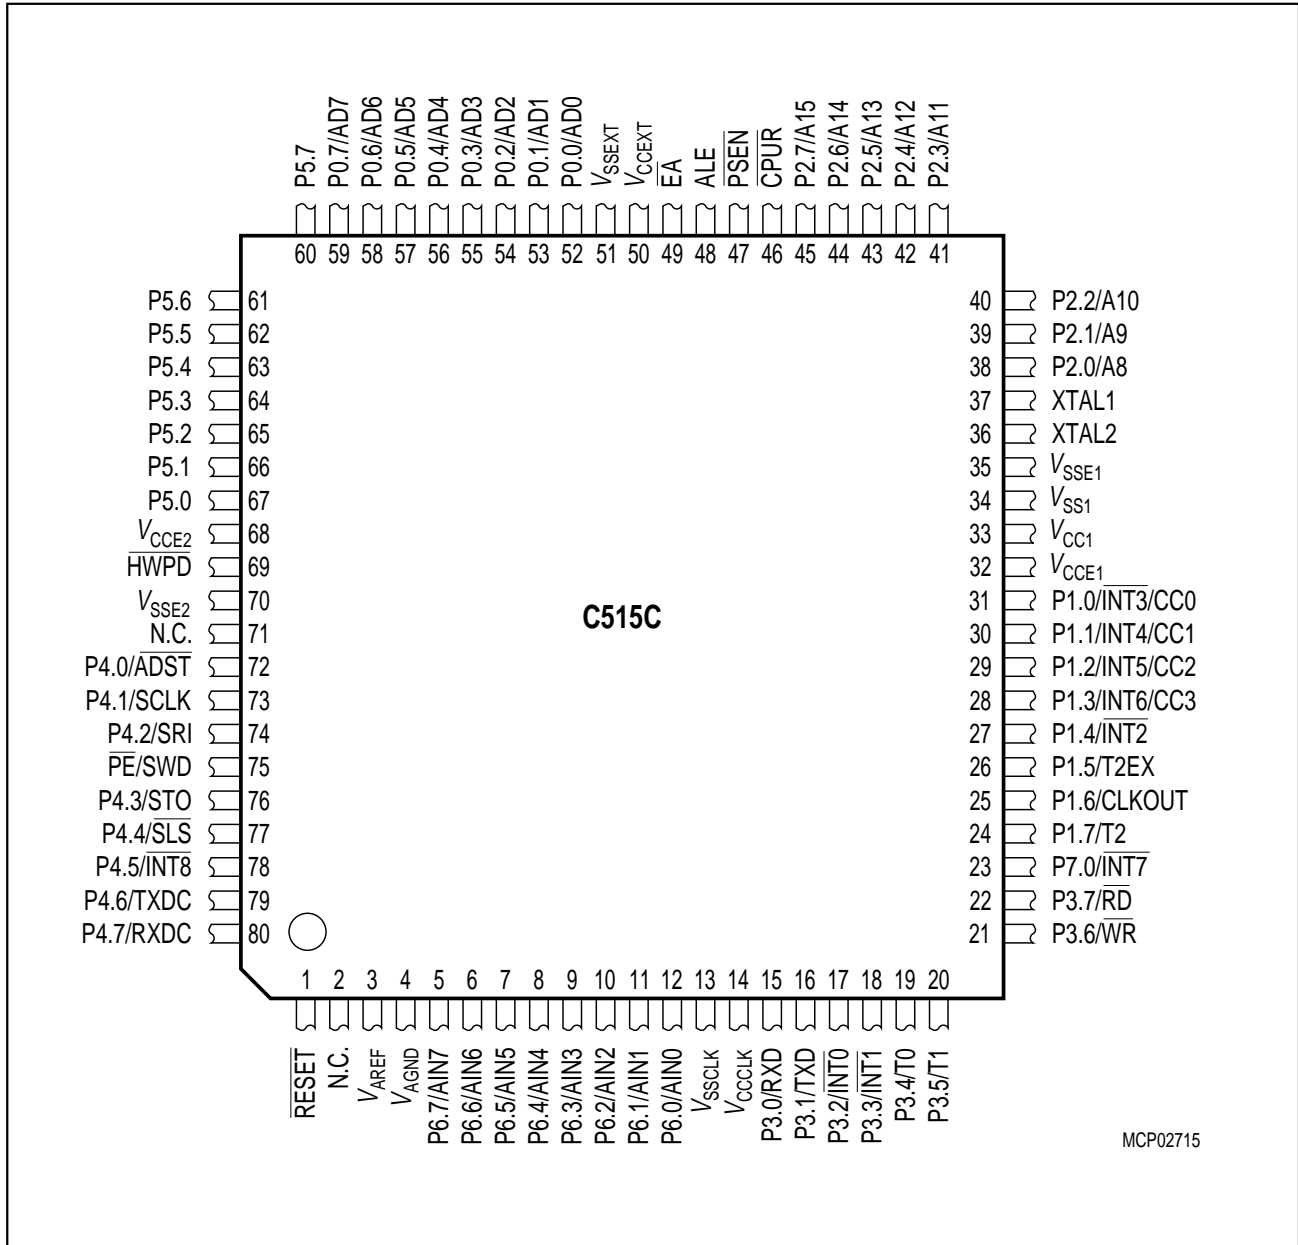 P5.7
P0.7/AD7
P0.6/AD6
P0.5/AD5
P0.4/AD4
P0.3/AD3
P0.2/AD2
P0.1/AD1
P0.0/AD0
VSSEXT
VCCEXT
EA
ALE
PSEN
CPUR
P2.7/A15
P2.6/A14
P2.5/A13
P2.4/A12
P2.3/A11
60 59 58 57 56 55 54 53 52 51 50 49 48 47 46 45 44 43 42 41
P5.6 61
P5.5 62
P5.4 63
P5.3 64
P5.2 65
P5.1 66
P5.0 67
VCCE2 68
HWPD 69
VSSE2 70
N.C. 71
P4.0/ADST 72
P4.1/SCLK 73
P4.2/SRI 74
PE/SWD 75
P4.3/STO 76
P4.4/SLS 77
P4.5/INT8 78
P4.6/TXDC 79
P4.7/RXDC 80
C515C
40 P2.2/A10
39 P2.1/A9
38 P2.0/A8
37 XTAL1
36 XTAL2
35 VSSE1
34 VSS1
33 VCC1
32 VCCE1
31 P1.0/INT3/CC0
30 P1.1/INT4/CC1
29 P1.2/INT5/CC2
28 P1.3/INT6/CC3
27 P1.4/INT2
26 P1.5/T2EX
25 P1.6/CLKOUT
24 P1.7/T2
23 P7.0/INT7
22 P3.7/RD
21 P3.6/WR
1 2 3 4 5 6 7 8 9 10 11 12 13 14 15 16 17 18 19 20
RESET
N.C.
VAREF
VAGND
P6.7/AIN7
P6.6/AIN6
P6.5/AIN5
P6.4/AIN4
P6.3/AIN3
P6.2/AIN2
P6.1/AIN1
P6.0/AIN0
VSSCLK
VCCCLK
P3.0/RXD
P3.1/TXD
P3.2/INT0
P3.3/INT1
P3.4/T0
P3.5/T1
MCP02715